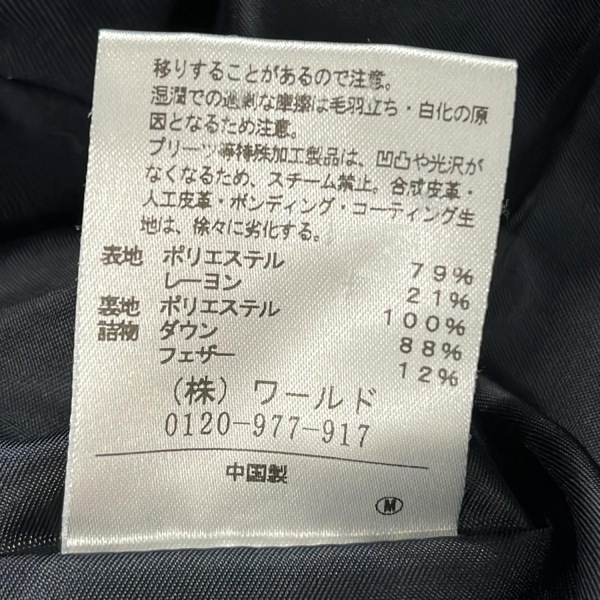 移りすることがあるので注意。
湿潤での過剰な摩擦は毛羽立ち・白化の原
因となるため注意。
プリーツ等特殊加工製品は、凹凸や光沢が
なくなるため、スチーム禁止。合成皮革・
人工皮革・ボンディング・コーティング生
地は、徐々に劣化する。
表地 ポリエステル 79%
レーヨン 21%
裏地 ポリエステル 100%
詰物 ダウン 88%
フェザー 12%
(株) ワールド
0120-977-917
中国製
M